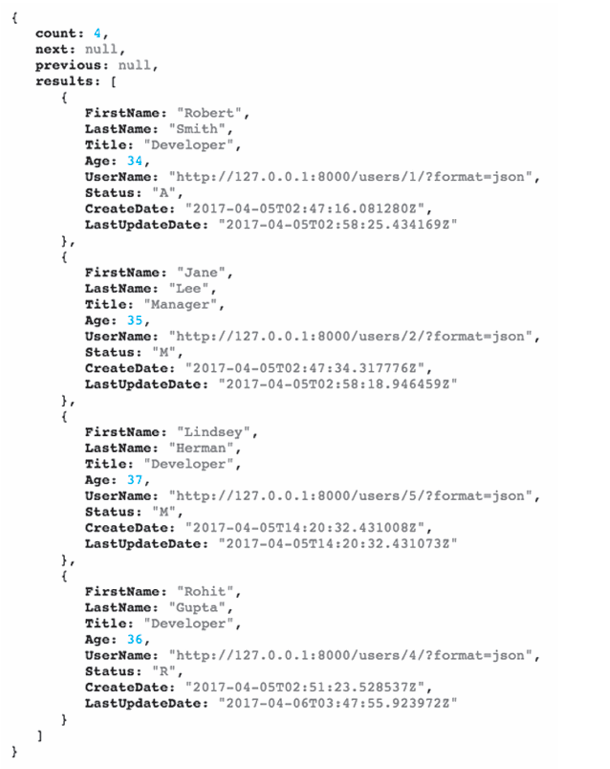 {
count: 4,
next: null,
previous: null,
results: [
{
FirstName: "Robert",
LastName: "Smith",
Title: "Developer",
Age: 34,
UserName: "http://127.0.0.1:8000/users/1/?format=json",
Status: "A",
CreateDate: "2017-04-05T02:47:16.081280Z",
LastUpdateDate: "2017-04-05T02:58:25.434169Z"
},
{
FirstName: "Jane",
LastName: "Lee",
Title: "Manager",
Age: 35,
UserName: "http://127.0.0.1:8000/users/2/?format=json",
Status: "M",
CreateDate: "2017-04-05T02:47:34.317776Z",
LastUpdateDate: "2017-04-05T02:58:18.946459Z"
},
{
FirstName: "Lindsey",
LastName: "Herman",
Title: "Developer",
Age: 37,
UserName: "http://127.0.0.1:8000/users/5/?format=json",
Status: "M",
CreateDate: "2017-04-05T14:20:32.431008Z",
LastUpdateDate: "2017-04-05T14:20:32.431073Z"
},
{
FirstName: "Rohit",
LastName: "Gupta",
Title: "Developer",
Age: 36,
UserName: "http://127.0.0.1:8000/users/4/?format=json",
Status: "R",
CreateDate: "2017-04-05T02:51:23.528537Z",
LastUpdateDate: "2017-04-06T03:47:55.923972Z"
}
]
}